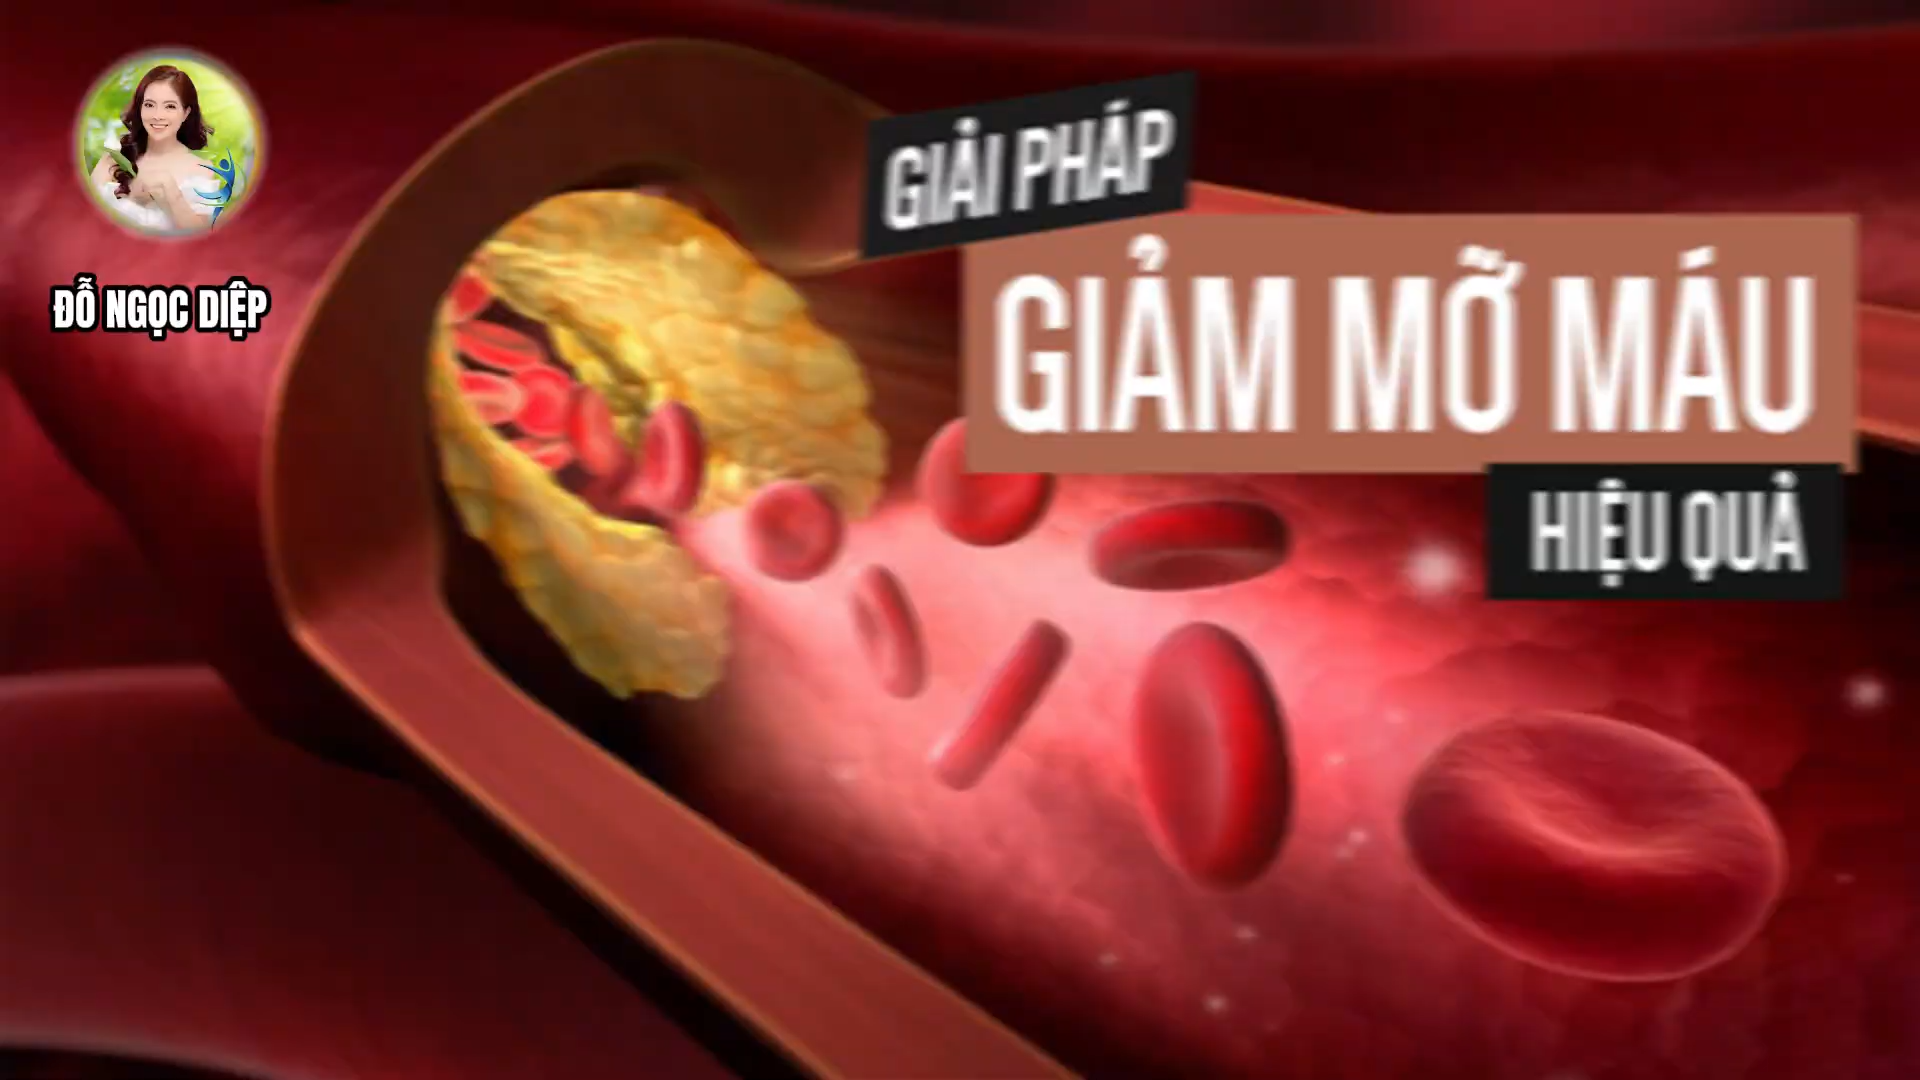 ĐỖ NGỌC DIỆP
GIẢI PHÁP
GIẢM MỠ MÁU
HIỆU QUẢ